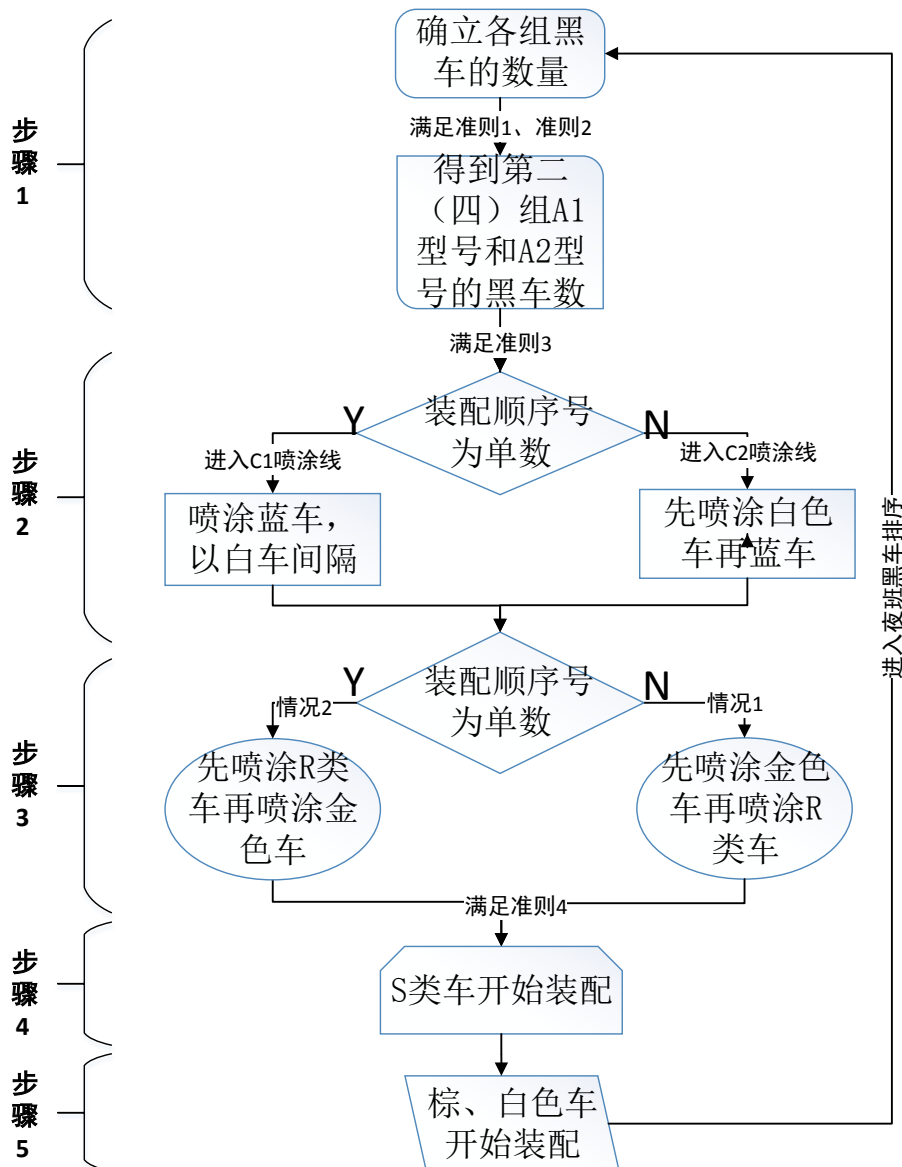 步
骤
1
确立各组黑
车的数量
满足准则1、准则2
得到第二
（四）组A1
型号和A2型
号的黑车数
满足准则3
步
骤
2
装配顺序号
为单数
Y
N
进入C1喷涂线
进入C2喷涂线
喷涂蓝车，
以白车间隔
先喷涂白色
车再蓝车
进入夜班黑车排序
步
骤
3
装配顺序号
为单数
Y
N
情况2
情况1
先喷涂R类
车再喷涂金
色车
先喷涂金色
车再喷涂R
类车
满足准则4
步
骤
4
S类车开始装配
步
骤
5
棕、白色车
开始装配